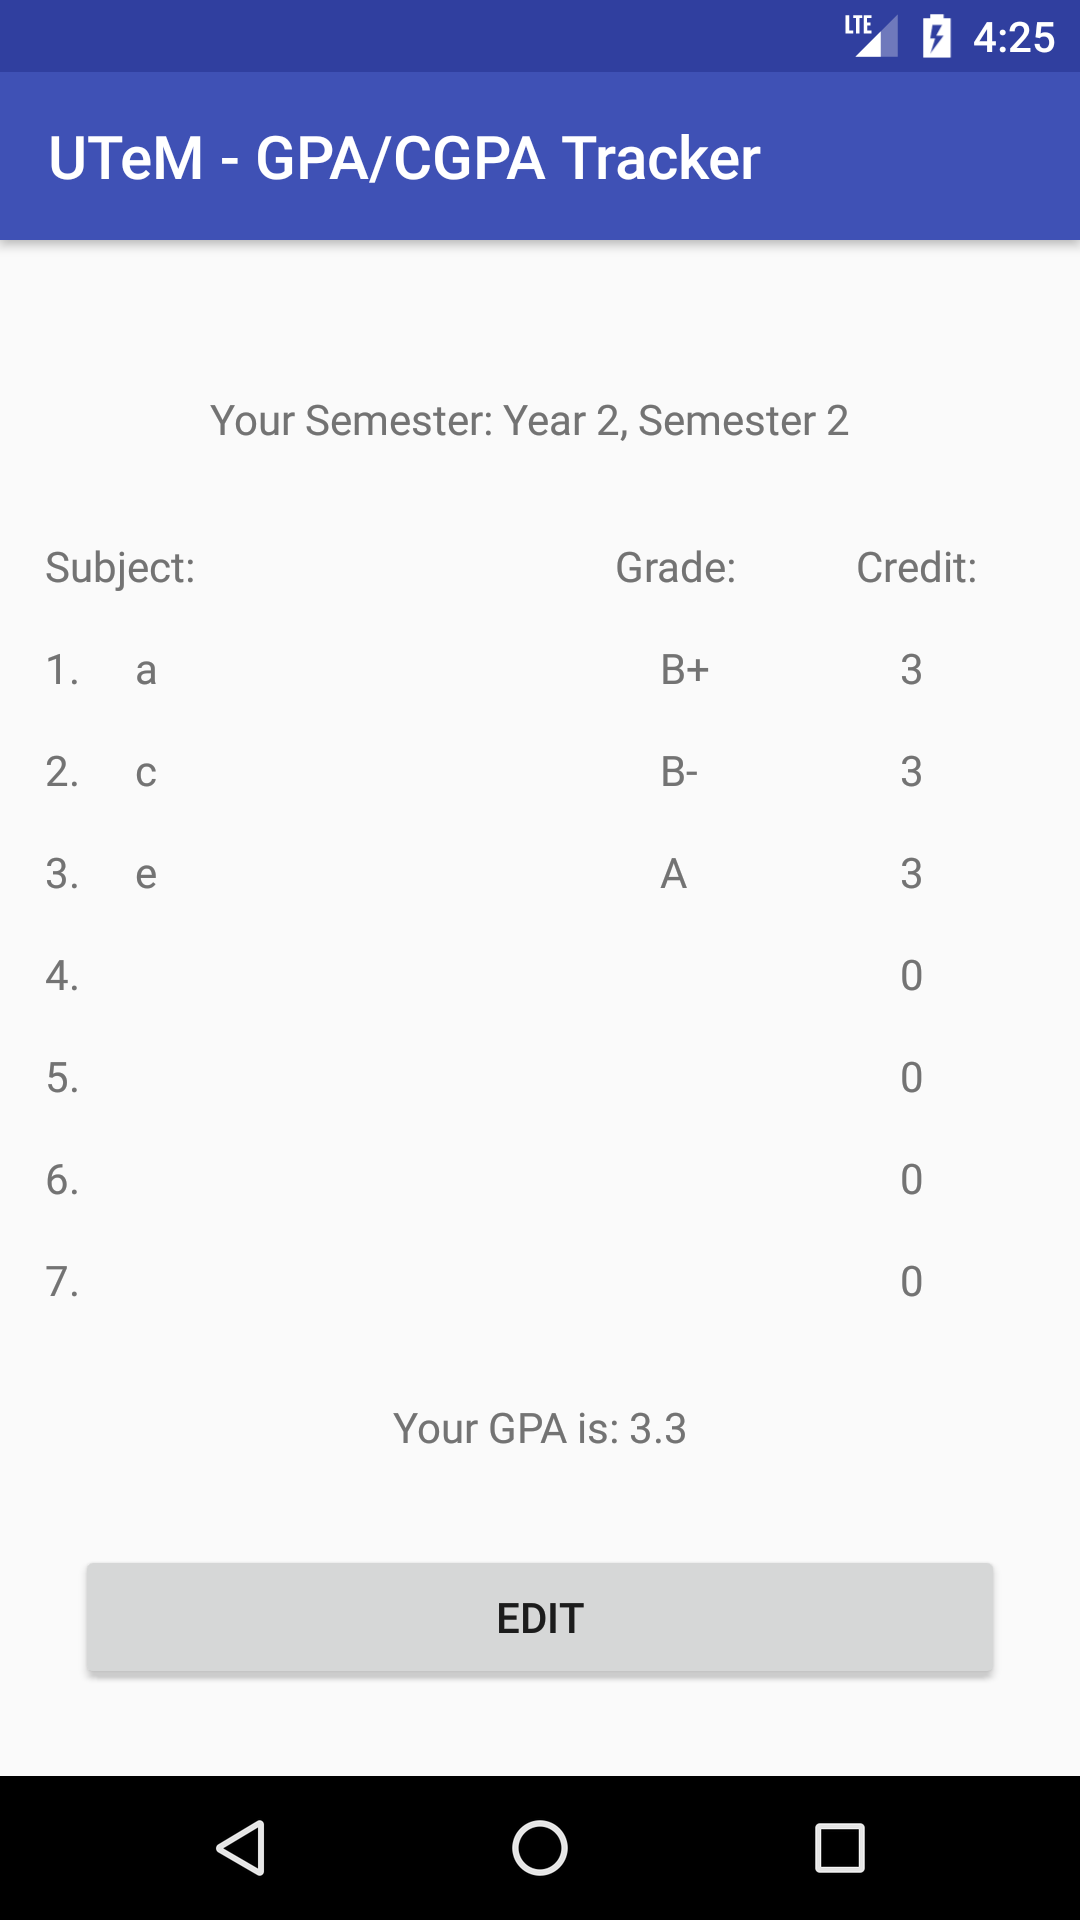 LTE 4:25
UTeM - GPA/CGPA Tracker
Your Semester: Year 2, Semester 2
Subject: Grade: Credit:
1. a B+ 3
2. c B- 3
3. e A 3
4. 0
5. 0
6. 0
7. 0
Your GPA is: 3.3
EDIT